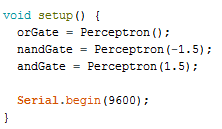 void setup() {
  orGate = Perceptron();
  nandGate = Perceptron(-1.5);
  andGate = Perceptron(1.5);

  Serial.begin(9600);
}